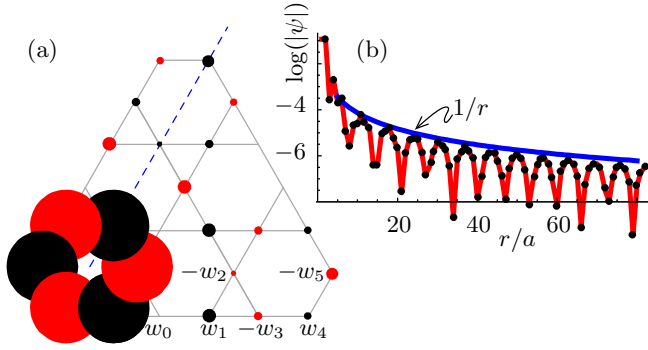 (a)
−w₂
−w₅
w₀
w₁
−w₃
w₄
(b)
log(|ψ|)
1/r
−4
−6
20
40
60
r/a